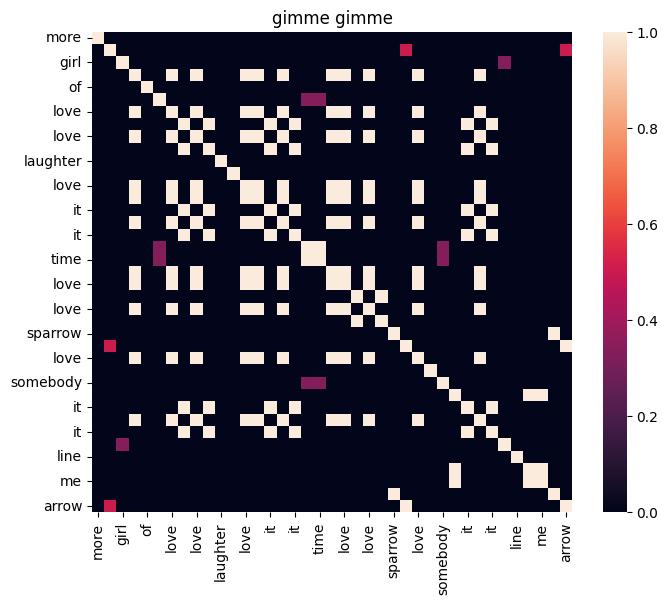 gimme gimme
more
girl
of
love
love
laughter
love
it
it
time
love
love
sparrow
love
somebody
it
it
line
me
arrow
1.0
0.8
0.6
0.4
0.2
0.0
more
girl
of
love
love
laughter
love
it
it
time
love
love
sparrow
love
somebody
it
it
line
me
arrow